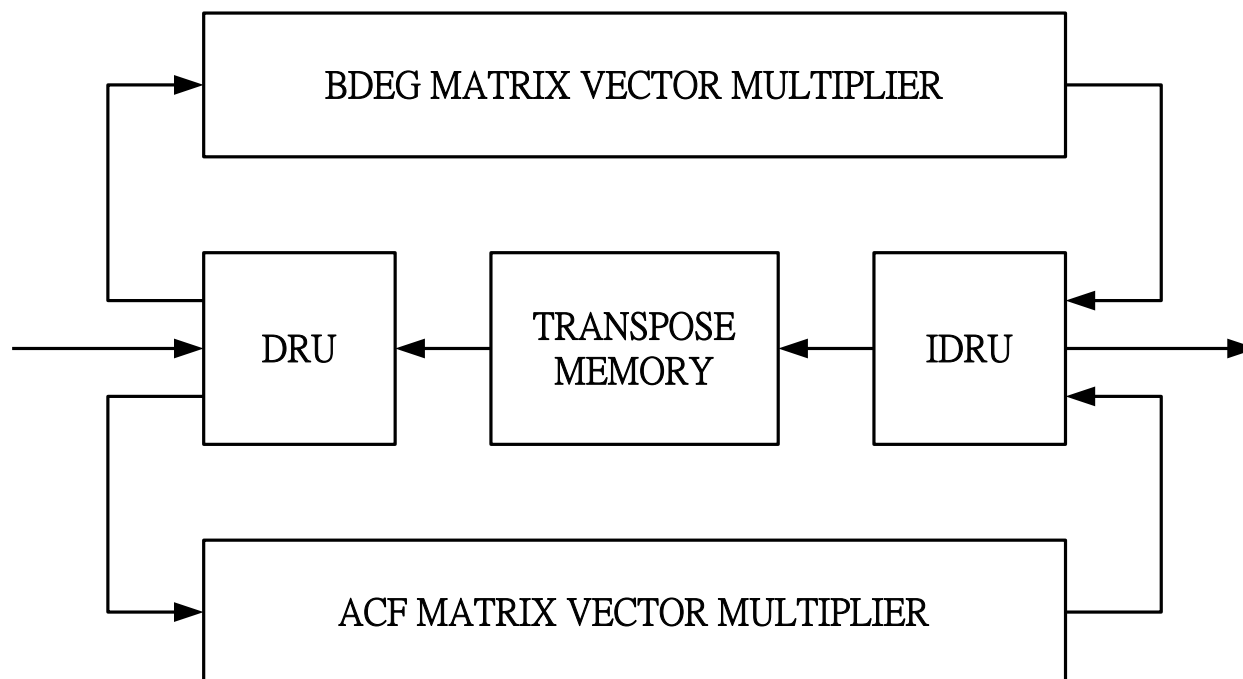 BDEG MATRIX VECTOR MULTIPLIER
DRU
TRANSPOSE
MEMORY
IDRU
ACF MATRIX VECTOR MULTIPLIER